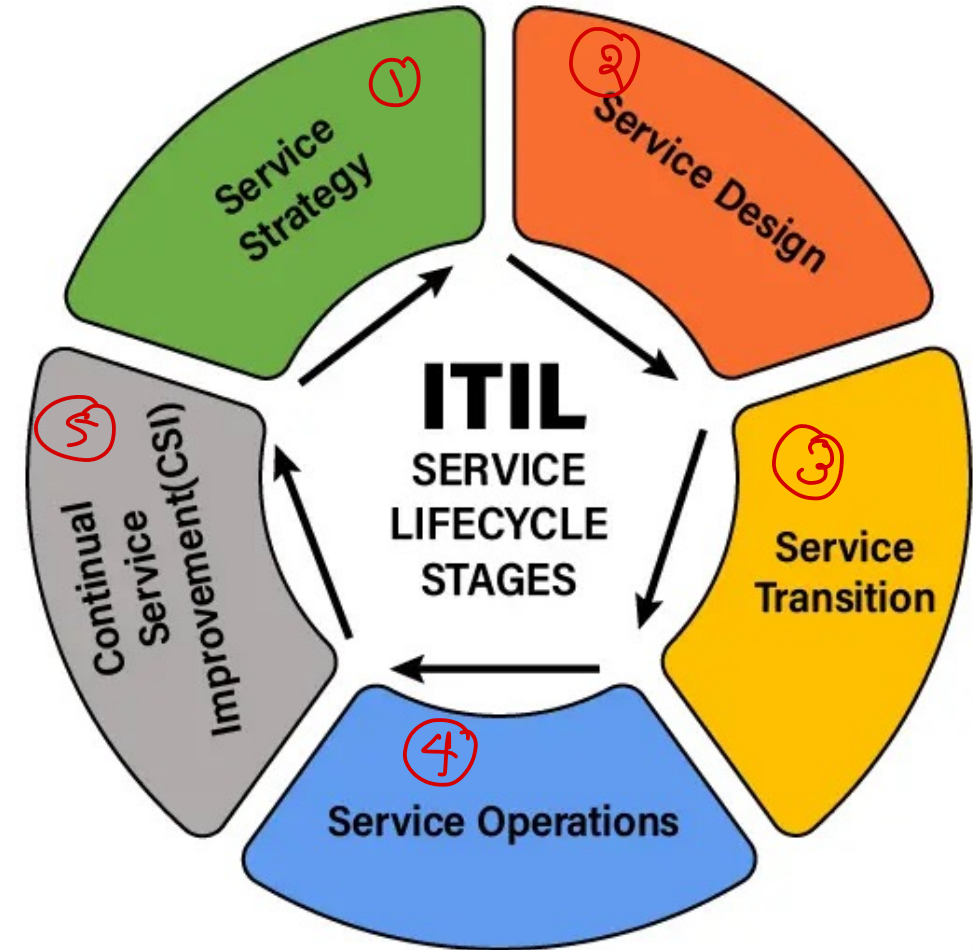 1
Service
Strategy
2
Service Design
3
Service
Transition
4
Service Operations
5
Continual
Service
Improvement(CSI)
ITIL
SERVICE
LIFECYCLE
STAGES